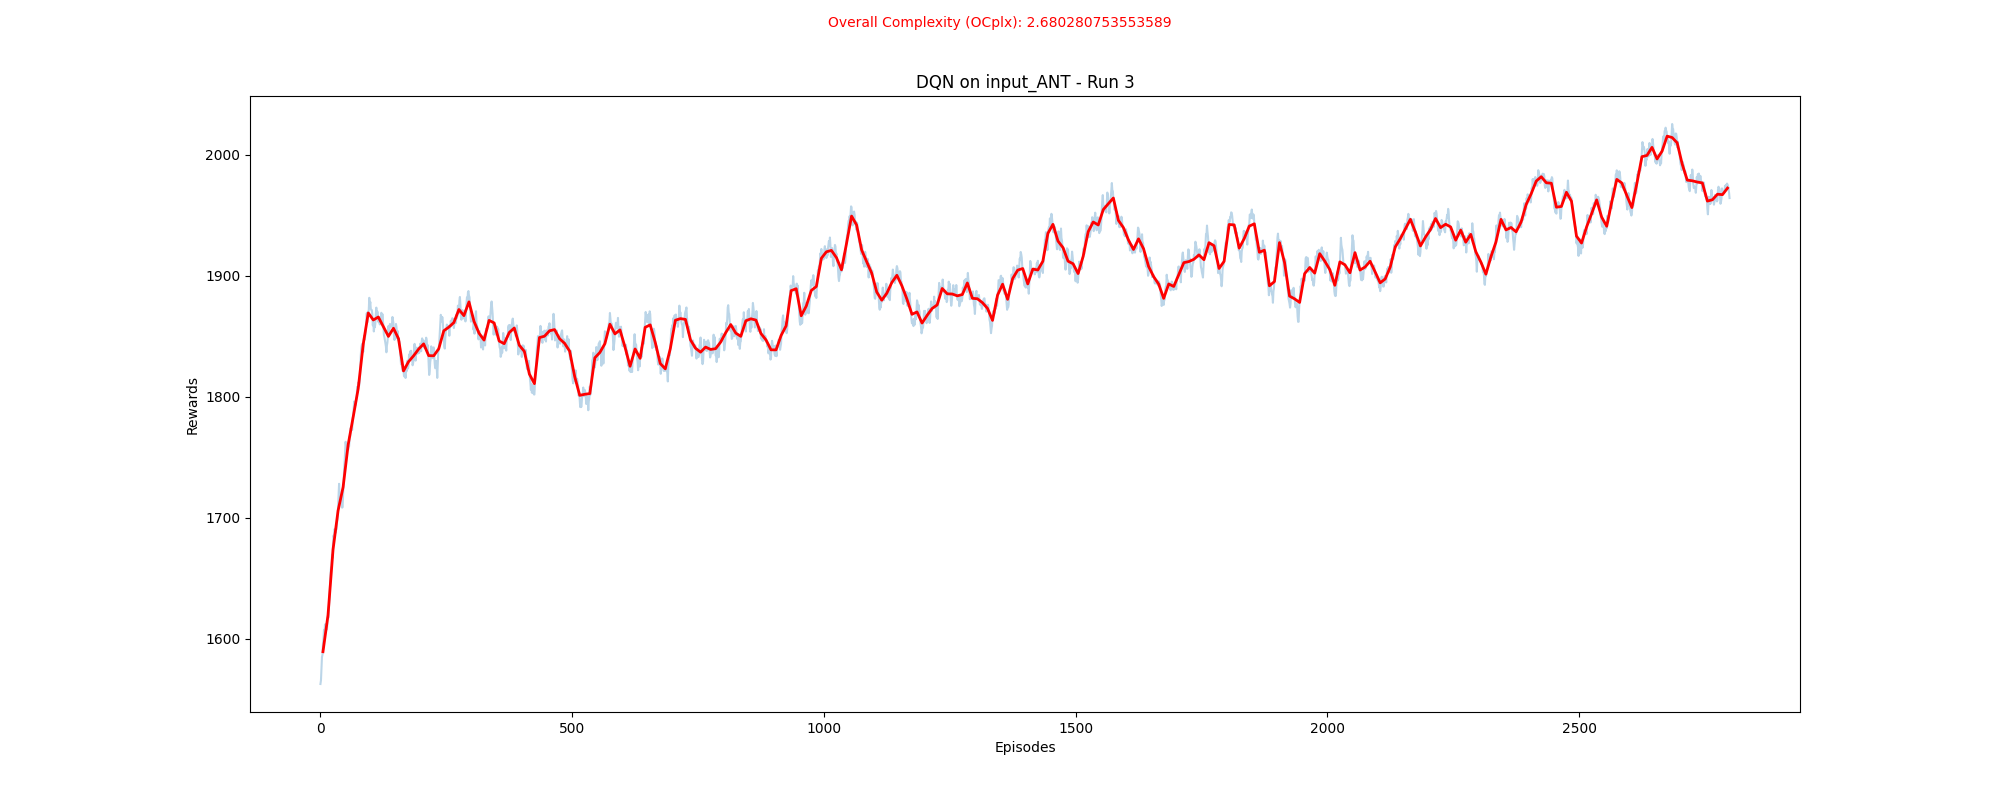 Overall Complexity (OCplx): 2.680280753553589
DQN on input_ANT - Run 3
2000
1900
1800
1700
1600
Rewards
0 500 1000 1500 2000 2500
Episodes